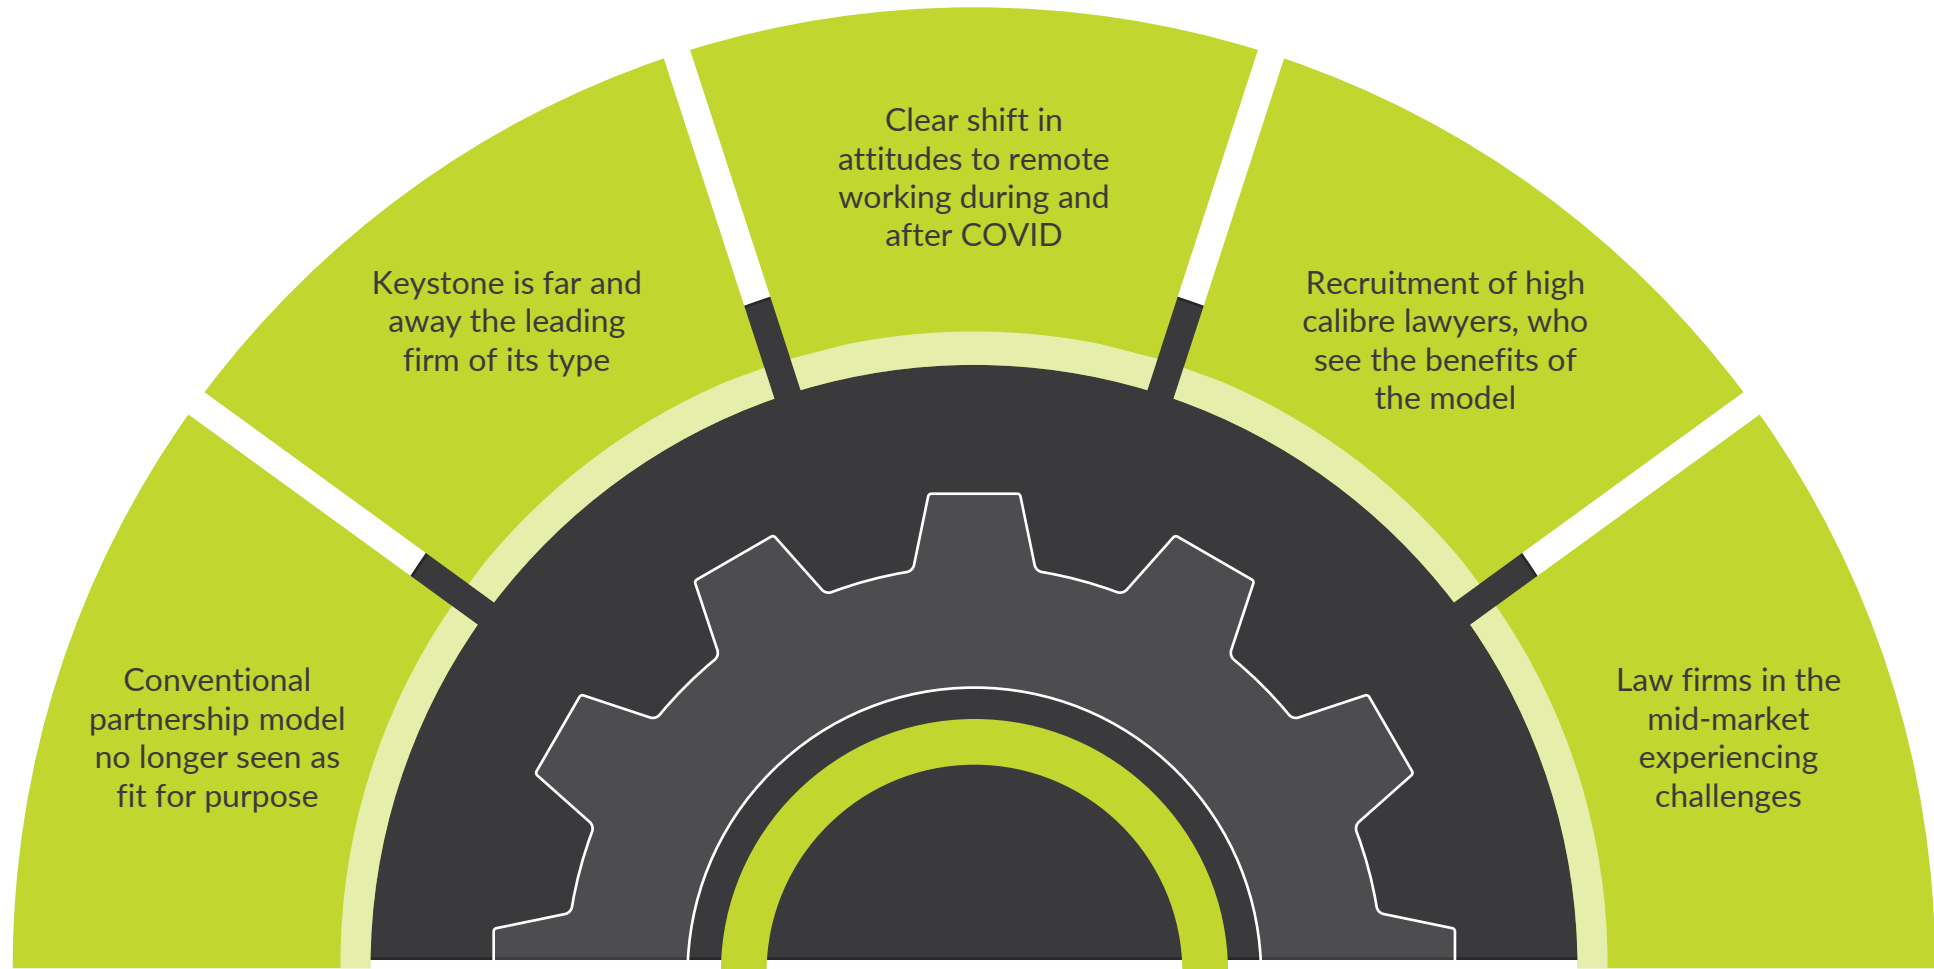 Conventional
partnership model
no longer seen as
fit for purpose
Keystone is far and
away the leading
firm of its type
Clear shift in
attitudes to remote
working during and
after COVID
Recruitment of high
calibre lawyers, who
see the benefits of
the model
Law firms in the
mid-market
experiencing
challenges